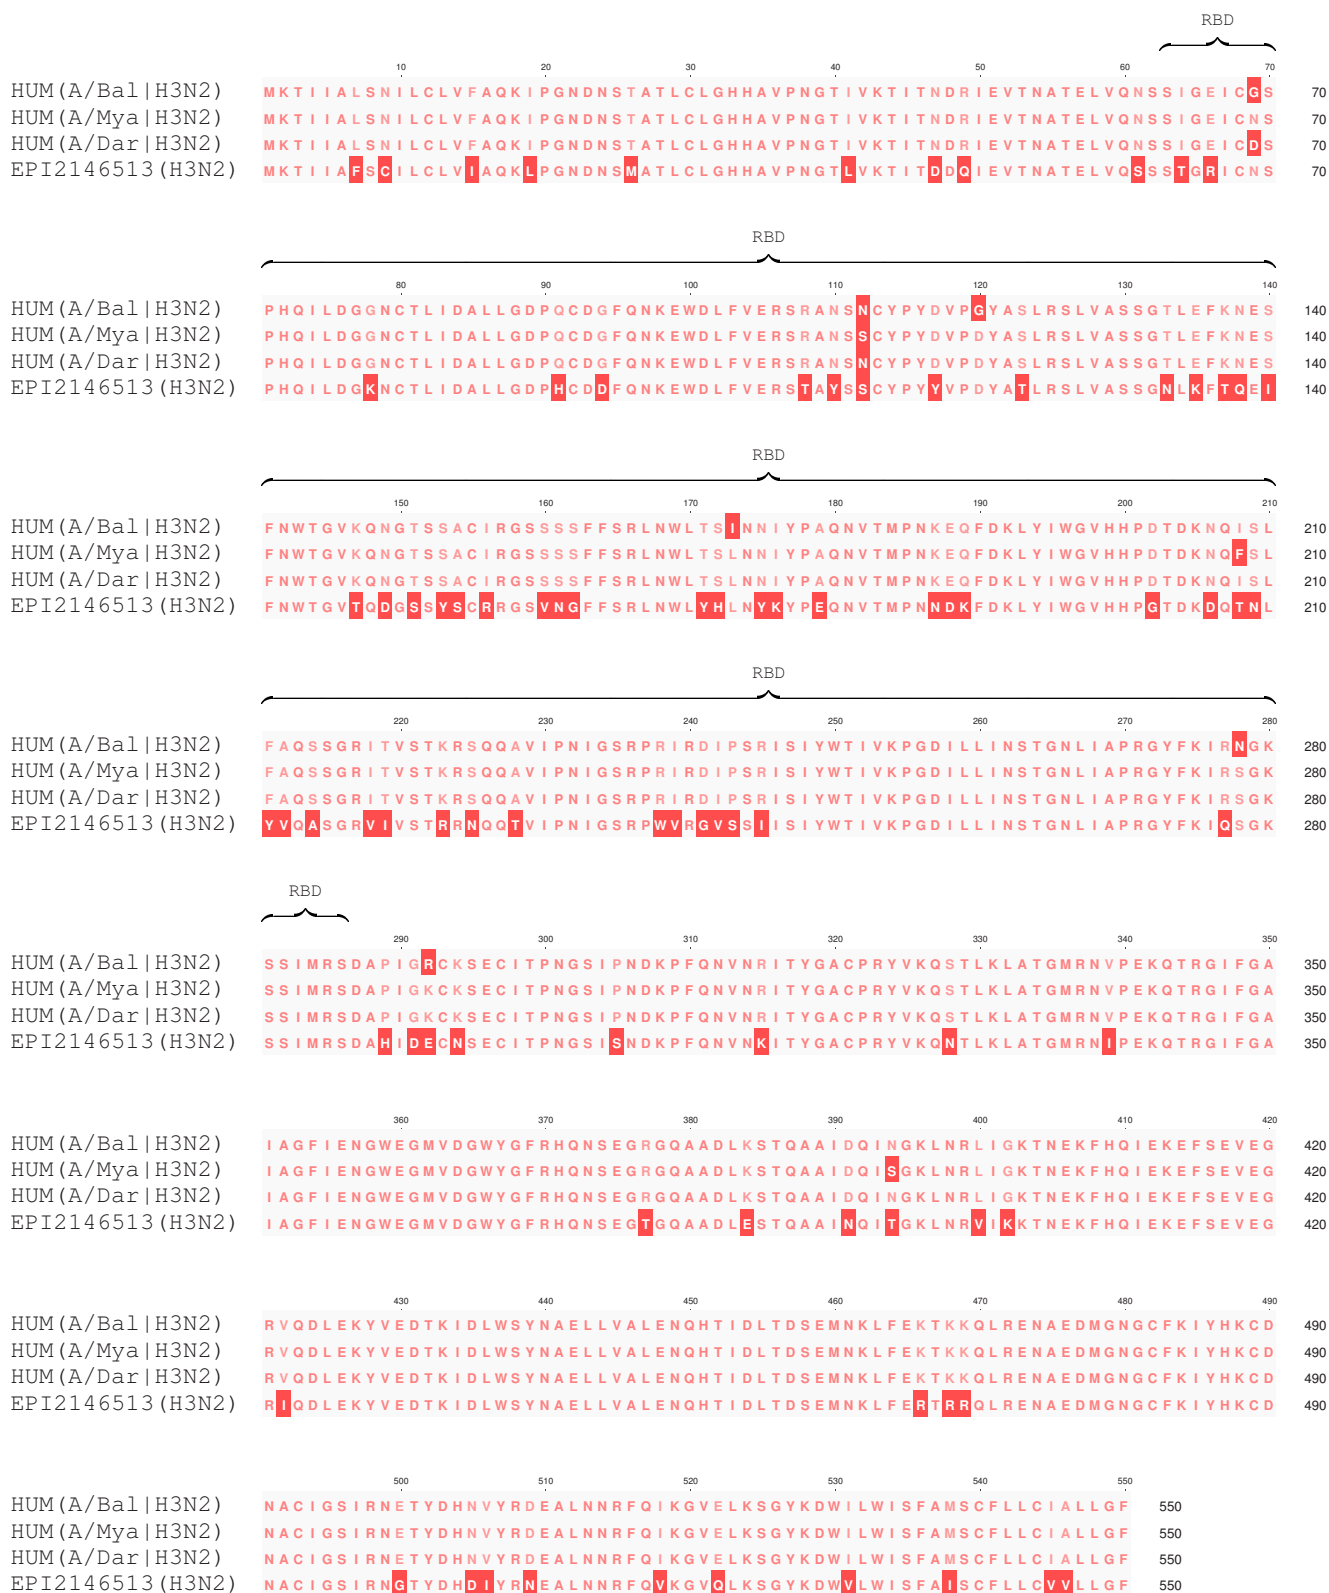 RBD
10 20 30 40 50 60 70
HUM(A/Bal|H3N2) MKTIIALSNILCLVFAQKIPGNDNSTATLCLGHHAVPNGTIVKTITNDRIEVTNATELVQNSSIGEICGS 70
HUM(A/Mya|H3N2) MKTIIALSNILCLVFAQKIPGNDNSTATLCLGHHAVPNGTIVKTITNDRIEVTNATELVQNSSIGEICNS 70
HUM(A/Dar|H3N2) MKTIIALSNILCLVFAQKIPGNDNSTATLCLGHHAVPNGTIVKTITNDRIEVTNATELVQNSSIGEICDS 70
EPI2146513(H3N2) MKTIIAFSCILCLVIAQKLPGNDNSMATLCLGHHAVPNGTLVKTITDDQIEVTNATELVQSSSTGRICNS 70
RBD
80 90 100 110 120 130 140
HUM(A/Bal|H3N2) PHQILDGGNCTLIDALLGDPQCDGFQNKEWDLFVERSRANSNCYPYDVPGYASLRSLVASSGTLEFKNES 140
HUM(A/Mya|H3N2) PHQILDGGNCTLIDALLGDPQCDGFQNKEWDLFVERSRANSSCYPYDVPDYASLRSLVASSGTLEFKNES 140
HUM(A/Dar|H3N2) PHQILDGGNCTLIDALLGDPQCDGFQNKEWDLFVERSRANSNCYPYDVPDYASLRSLVASSGTLEFKNES 140
EPI2146513(H3N2) PHQILDGKNCTLIDALLGDPHCDDFQNKEWDLFVERSTAYSSCYPYYVPDYATLRSLVASSGNLKFTQEI 140
RBD
150 160 170 180 190 200 210
HUM(A/Bal|H3N2) FNWTGVKQNGTSSACIRGSSSSFFSRLNWLTSINNIYPAQNVTMPNKEQFDKLYIWGVHHPDTDKNQISL 210
HUM(A/Mya|H3N2) FNWTGVKQNGTSSACIRGSSSSFFSRLNWLTSLNNIYPAQNVTMPNKEQFDKLYIWGVHHPDTDKNQFSL 210
HUM(A/Dar|H3N2) FNWTGVKQNGTSSACIRGSSSSFFSRLNWLTSLNNIYPAQNVTMPNKEQFDKLYIWGVHHPDTDKNQISL 210
EPI2146513(H3N2) FNWTGVTQDGSSYSCRRGSVNGFFSRLNWLYHLNYKYPEQNVTMPNNDKFDKLYIWGVHHPGTDKDQTNL 210
RBD
220 230 240 250 260 270 280
HUM(A/Bal|H3N2) FAQSSGRITVSTKRSQQAVIPNIGSRPRIRDIPSRISIYWTIVKPGDILLINSTGNLIAPRGYFKIRNGK 280
HUM(A/Mya|H3N2) FAQSSGRITVSTKRSQQAVIPNIGSRPRIRDIPSRISIYWTIVKPGDILLINSTGNLIAPRGYFKIRSGK 280
HUM(A/Dar|H3N2) FAQSSGRITVSTKRSQQAVIPNIGSRPRIRDIPSRISIYWTIVKPGDILLINSTGNLIAPRGYFKIRSGK 280
EPI2146513(H3N2) YVQASGRVIVSTRRNQQTVIPNIGSRPWVRGVSSIISIYWTIVKPGDILLINSTGNLIAPRGYFKIQSGK 280
RBD
290 300 310 320 330 340 350
HUM(A/Bal|H3N2) SSIMRSDAPIGRCKSECITPNGSIPNDKPFQNVNRITYGACPRYVKQSTLKLATGMRNVPEKQTRGIFGA 350
HUM(A/Mya|H3N2) SSIMRSDAPIGKCKSECITPNGSIPNDKPFQNVNRITYGACPRYVKQSTLKLATGMRNVPEKQTRGIFGA 350
HUM(A/Dar|H3N2) SSIMRSDAPIGKCKSECITPNGSIPNDKPFQNVNRITYGACPRYVKQSTLKLATGMRNVPEKQTRGIFGA 350
EPI2146513(H3N2) SSIMRSDAHIDECNSECITPNGSISNDKPFQNVNKITYGACPRYVKQNTLKLATGMRNIPEKQTRGIFGA 350
360 370 380 390 400 410 420
HUM(A/Bal|H3N2) IAGFIENGWEGMVDGWYGFRHQNSEGRGQAADLKSTQAAIDQINGKLNRLIGKTNEKFHQIEKEFSEVEG 420
HUM(A/Mya|H3N2) IAGFIENGWEGMVDGWYGFRHQNSEGRGQAADLKSTQAAIDQISGKLNRLIGKTNEKFHQIEKEFSEVEG 420
HUM(A/Dar|H3N2) IAGFIENGWEGMVDGWYGFRHQNSEGRGQAADLKSTQAAIDQINGKLNRLIGKTNEKFHQIEKEFSEVEG 420
EPI2146513(H3N2) IAGFIENGWEGMVDGWYGFRHQNSEGTGQAADLESTQAAINQITGKLNRVIKKTNEKFHQIEKEFSEVEG 420
430 440 450 460 470 480 490
HUM(A/Bal|H3N2) RVQDLEKYVEDTKIDLWSYNAELLVALENQHTIDLTDSEMNKLFEKTKKQLRENAEDMGNGCFKIYHKCD 490
HUM(A/Mya|H3N2) RVQDLEKYVEDTKIDLWSYNAELLVALENQHTIDLTDSEMNKLFEKTKKQLRENAEDMGNGCFKIYHKCD 490
HUM(A/Dar|H3N2) RVQDLEKYVEDTKIDLWSYNAELLVALENQHTIDLTDSEMNKLFEKTKKQLRENAEDMGNGCFKIYHKCD 490
EPI2146513(H3N2) RIQDLEKYVEDTKIDLWSYNAELLVALENQHTIDLTDSEMNKLFERTRRQLRENAEDMGNGCFKIYHKCD 490
500 510 520 530 540 550
HUM(A/Bal|H3N2) NACIGSIRNETYDHNVYRDEALNNRFQIKGVELKSGYKDWILWISFAMSCFLLCIALLGF 550
HUM(A/Mya|H3N2) NACIGSIRNETYDHNVYRDEALNNRFQIKGVELKSGYKDWILWISFAMSCFLLCIALLGF 550
HUM(A/Dar|H3N2) NACIGSIRNETYDHNVYRDEALNNRFQIKGVELKSGYKDWILWISFAMSCFLLCIALLGF 550
EPI2146513(H3N2) NACIGSIRNGTYDHDIYRNEALNNRFQVKGVQLKSGYKDWVLWISFAISCFLLCVVLLGF 550